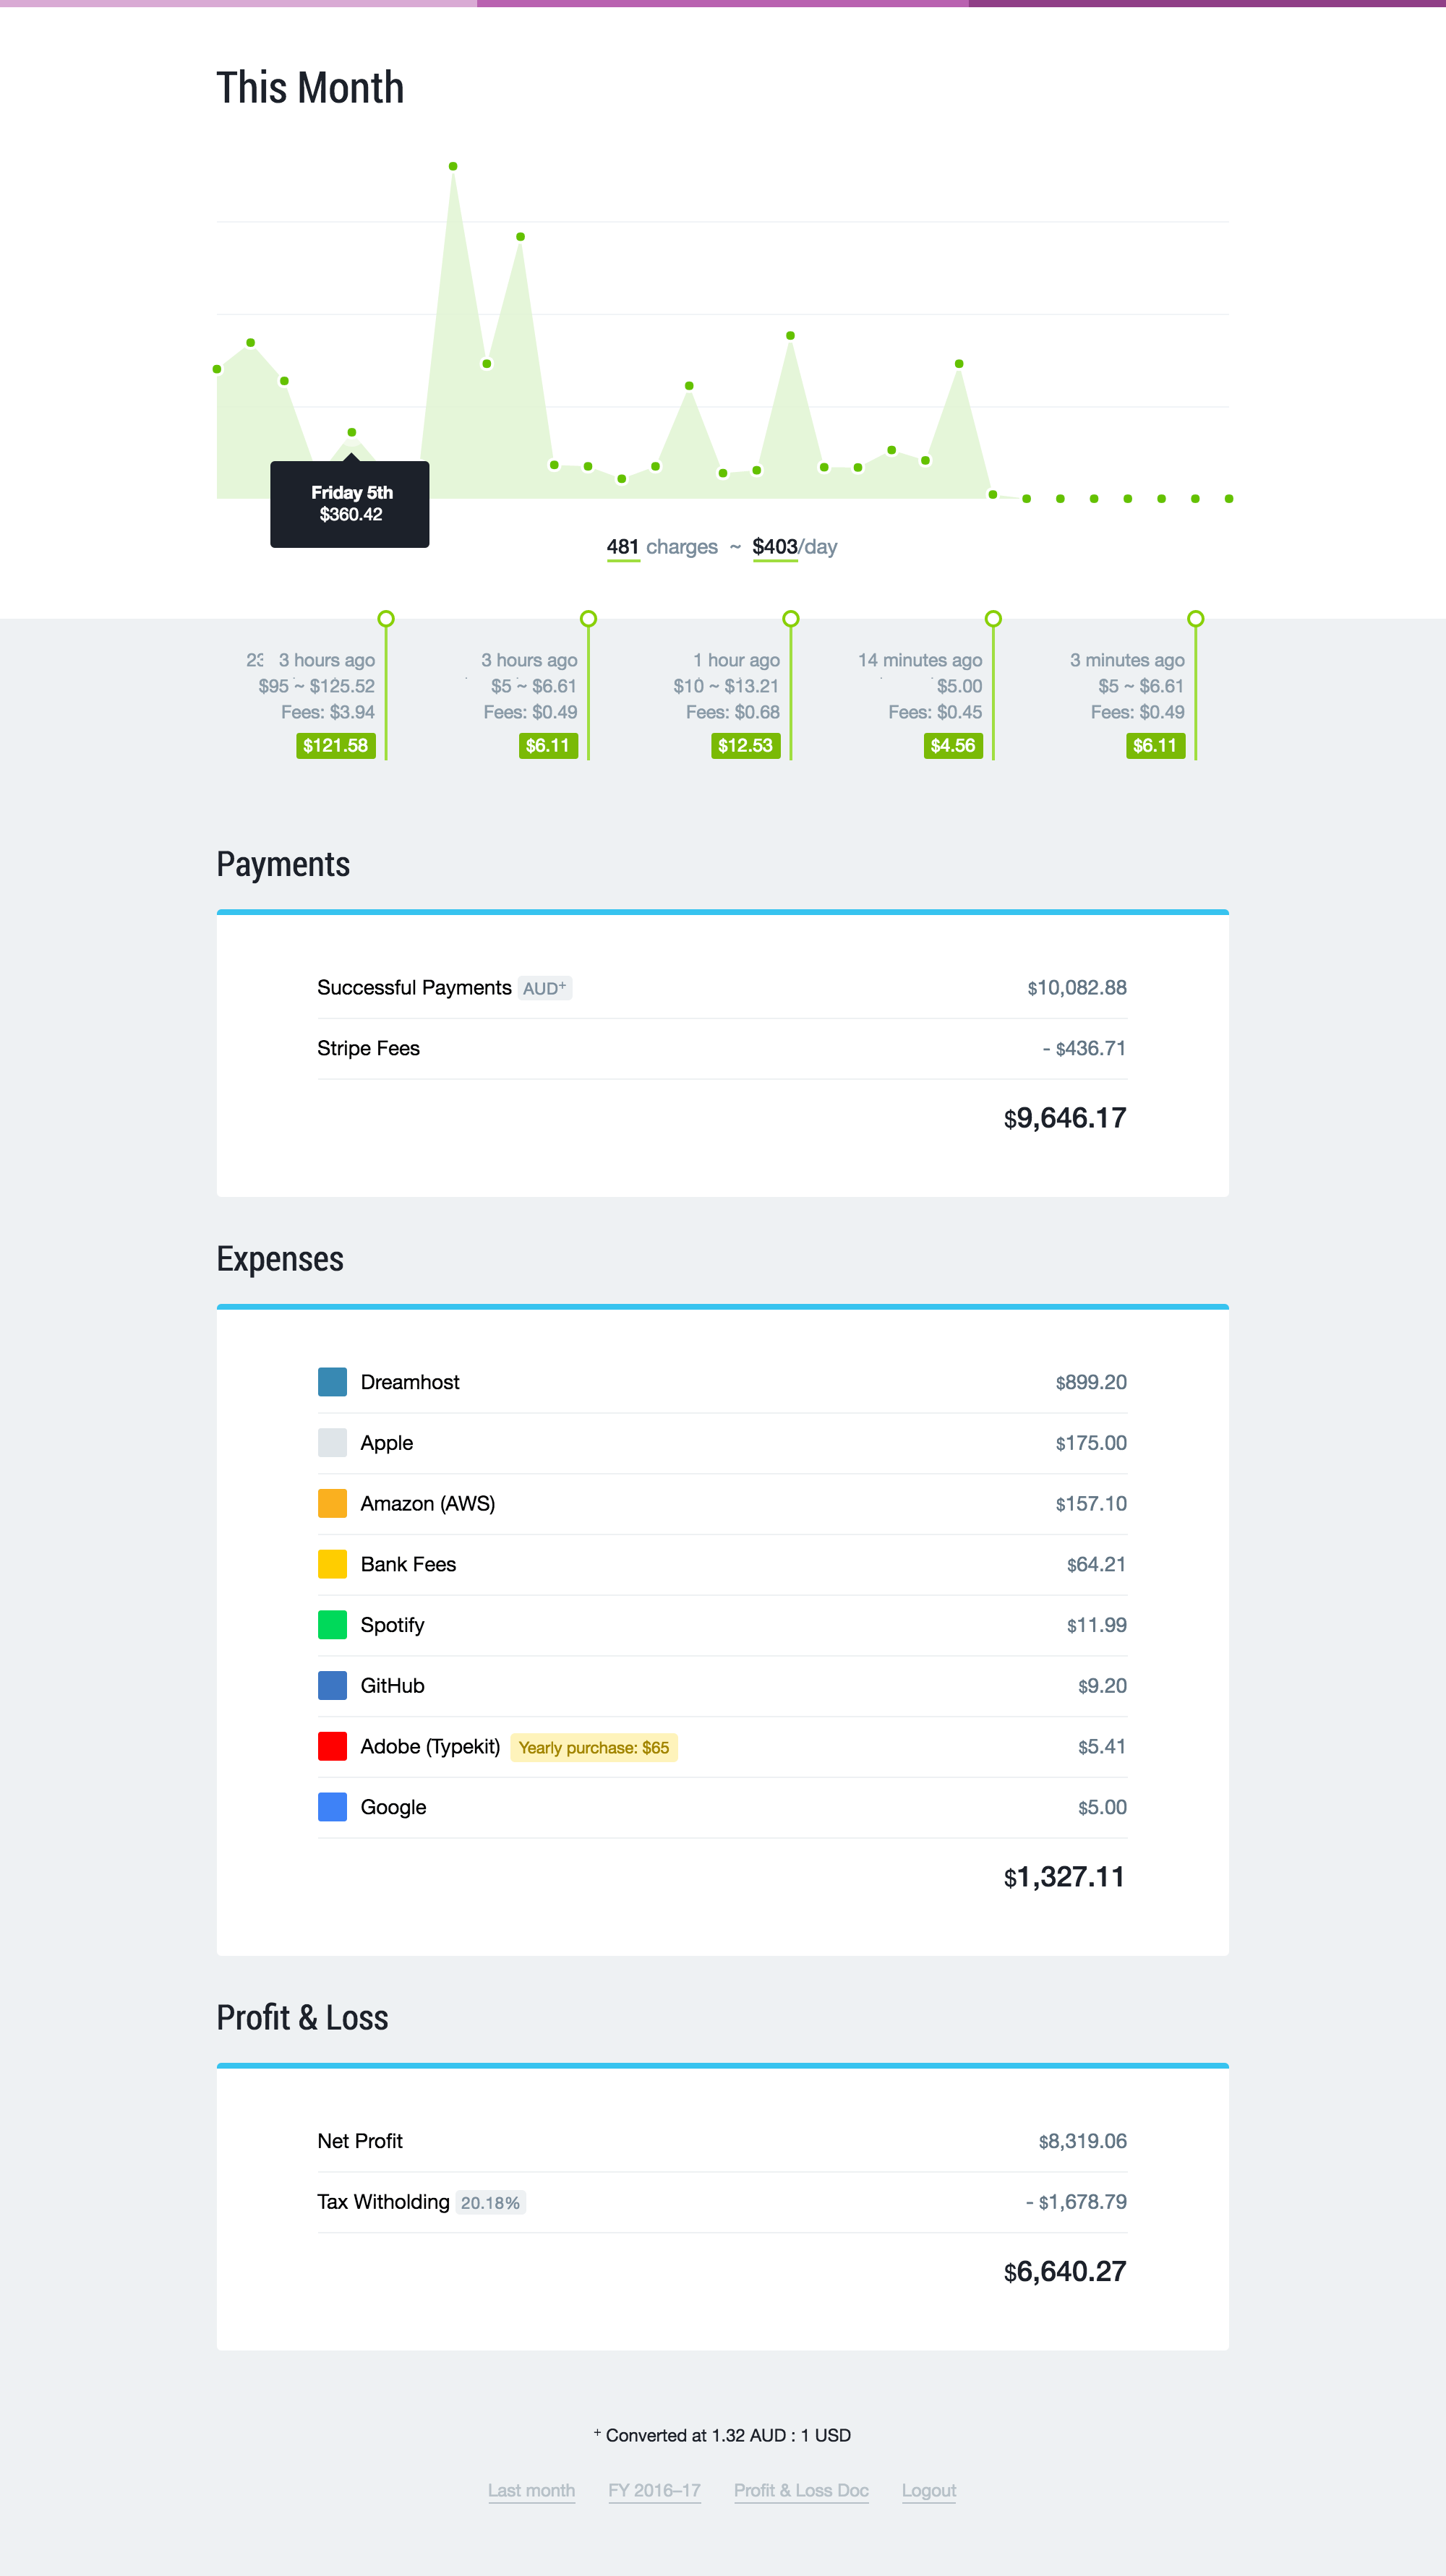 This Month
Friday 5th
$360.42
481 charges ~ $403/day
3 hours ago
$95 ~ $125.52
Fees: $3.94
$121.58
3 hours ago
$5 ~ $6.61
Fees: $0.49
$6.11
1 hour ago
$10 ~ $13.21
Fees: $0.68
$12.53
14 minutes ago
$5.00
Fees: $0.45
$4.56
3 minutes ago
$5 ~ $6.61
Fees: $0.49
$6.11
Payments
Successful Payments AUD+ $10,082.88
Stripe Fees - $436.71
$9,646.17
Expenses
Dreamhost $899.20
Apple $175.00
Amazon (AWS) $157.10
Bank Fees $64.21
Spotify $11.99
GitHub $9.20
Adobe (Typekit) Yearly purchase: $65 $5.41
Google $5.00
$1,327.11
Profit & Loss
Net Profit $8,319.06
Tax Witholding 20.18% - $1,678.79
$6,640.27
+ Converted at 1.32 AUD : 1 USD
Last month FY 2016–17 Profit & Loss Doc Logout